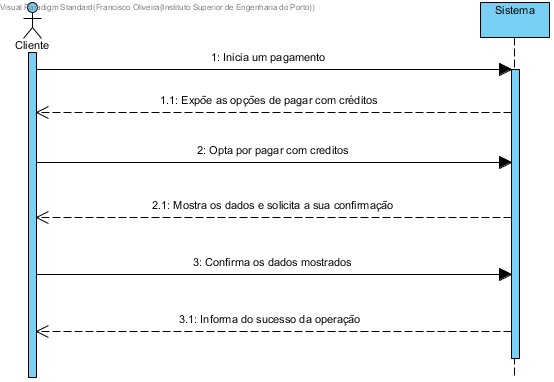 Visual Paradigm Standard(Francisco Oliveira(Instituto Superior de Engenharia do Porto))
Sistema
Cliente
1: Inicia um pagamento
1.1: Expõe as opções de pagar com créditos
2: Opta por pagar com creditos
2.1: Mostra os dados e solicita a sua confirmação
3: Confirma os dados mostrados
3.1: Informa do sucesso da operação